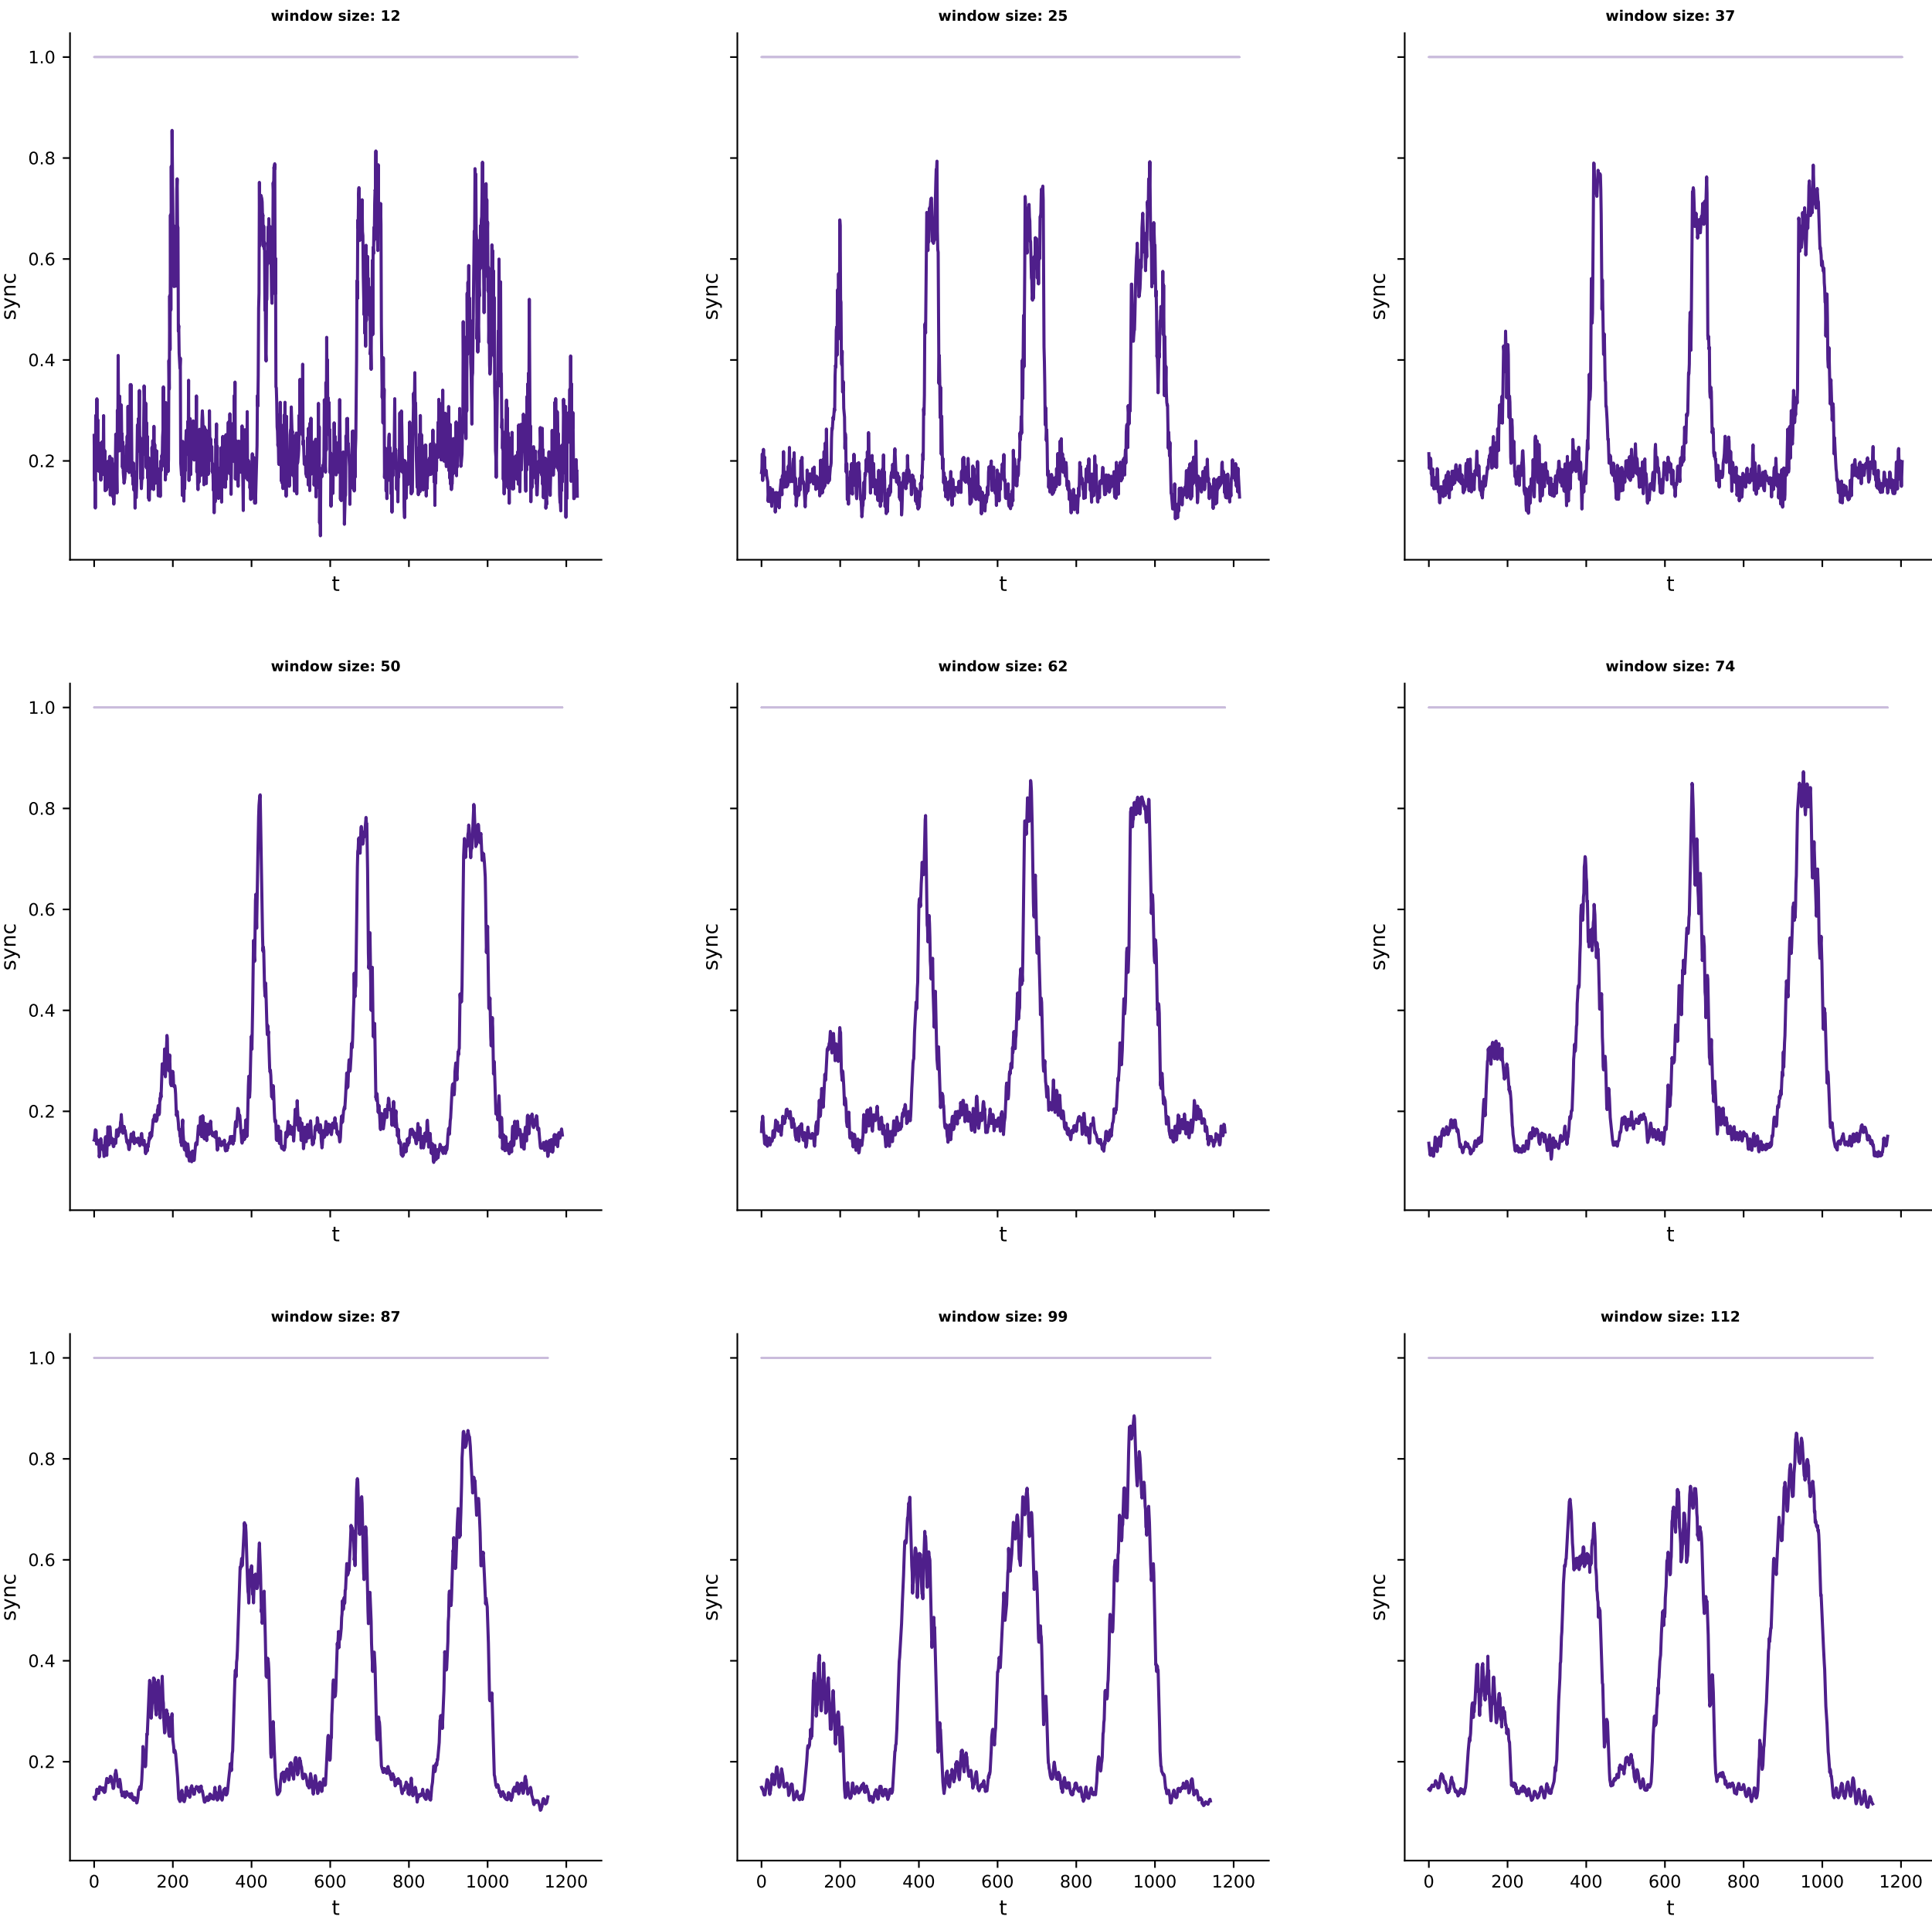 window size: 12
window size: 25
window size: 37
1.0
0.8
0.6
0.4
0.2
sync
sync
sync
t
t
t
window size: 50
window size: 62
window size: 74
1.0
0.8
0.6
0.4
0.2
sync
sync
sync
t
t
t
window size: 87
window size: 99
window size: 112
1.0
0.8
0.6
0.4
0.2
sync
sync
sync
0 200 400 600 800 1000 1200
0 200 400 600 800 1000 1200
0 200 400 600 800 1000 1200
t
t
t